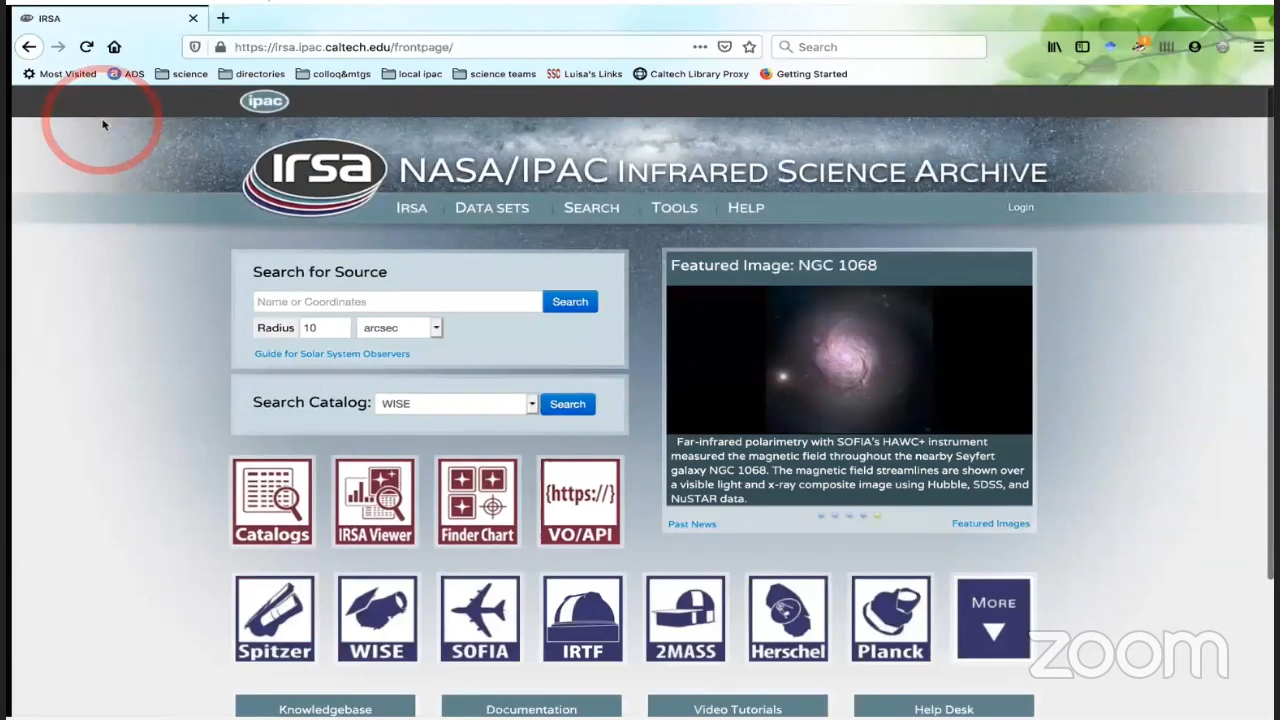 IRSA
https://irsa.ipac.caltech.edu/frontpage/
Search
Most Visited
ADS
science
directories
colloq&mtgs
local ipac
science teams
SSC Luisa's Links
Caltech Library Proxy
Getting Started
ipac
irsa
NASA/IPAC INFRARED SCIENCE ARCHIVE
IRSA
DATA SETS
SEARCH
TOOLS
HELP
Login
Search for Source
Name or Coordinates
Search
Radius 10 arcsec
Guide for Solar System Observers
Search Catalog: WISE Search
Featured Image: NGC 1068
Far-infrared polarimetry with SOFIA's HAWC+ instrument
measured the magnetic field throughout the nearby Seyfert
galaxy NGC 1068. The magnetic field streamlines are shown over
a visible light and x-ray composite image using Hubble, SDSS, and
NuSTAR data.
Past News
Featured Images
Catalogs
IRSA Viewer
Finder Chart
{https://}
VO/API
Spitzer
WISE
SOFIA
IRTF
2MASS
Herschel
Planck
MORE
zoom
Knowledgebase
Documentation
Video Tutorials
Help Desk